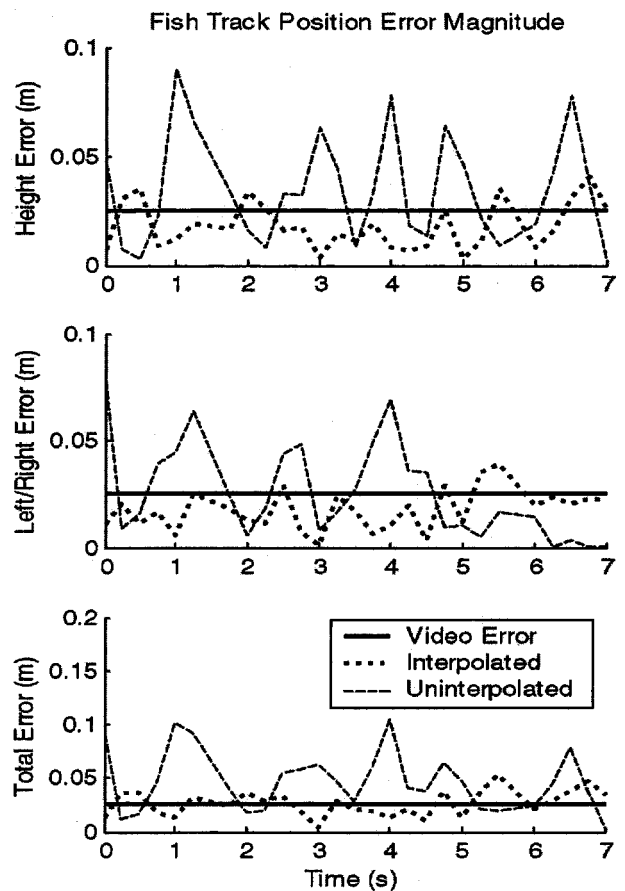 Fish Track Position Error Magnitude
0.1
0.05
0
Height Error (m)
0 1 2 3 4 5 6 7
0.1
0.05
0
Left/Right Error (m)
0 1 2 3 4 5 6 7
0.2
0.15
0.1
0.05
0
Total Error (m)
Video Error
Interpolated
Uninterpolated
0 1 2 3 4 5 6 7
Time (s)